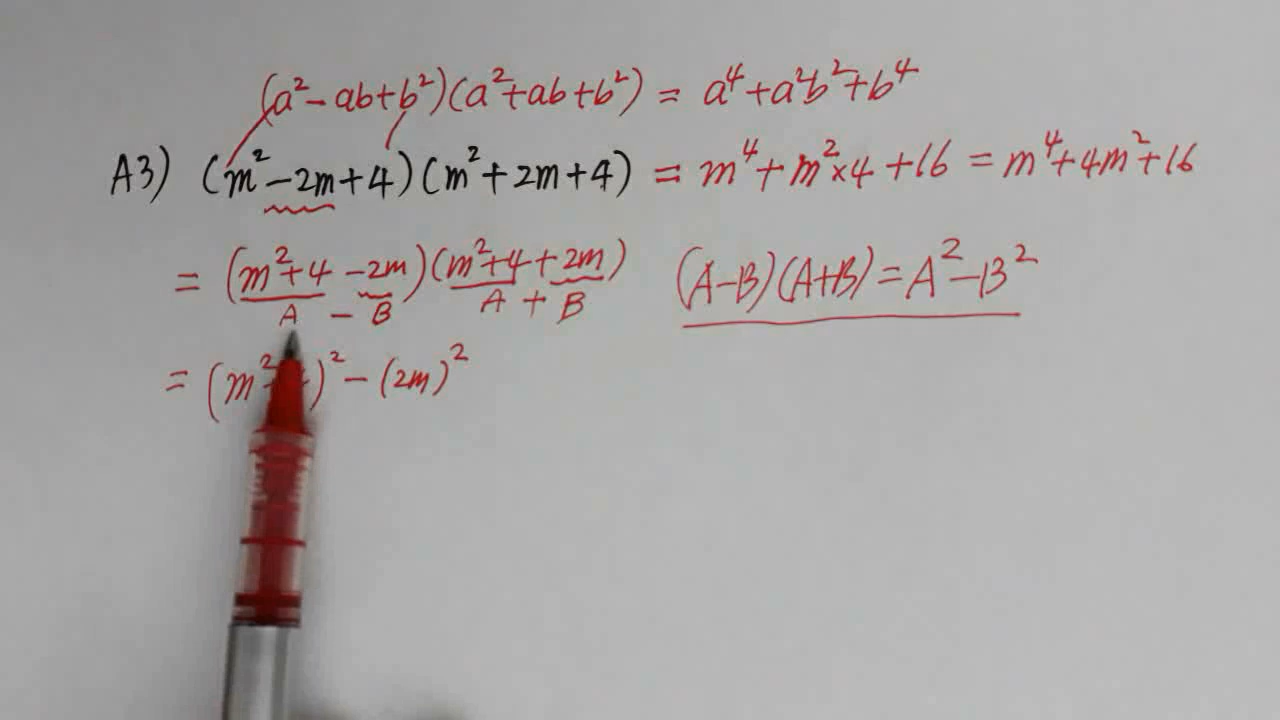 (a²-ab+b²)(a²+ab+b²) = a⁴+a²b²+b⁴
A3) (m²-2m+4)(m²+2m+4) = m⁴+m²×4+16 = m⁴+4m²+16
= (m²+4-2m)(m²+4+2m) (A-B)(A+B)=A²-B²
A - B A + B
= (m² )² - (2m)²